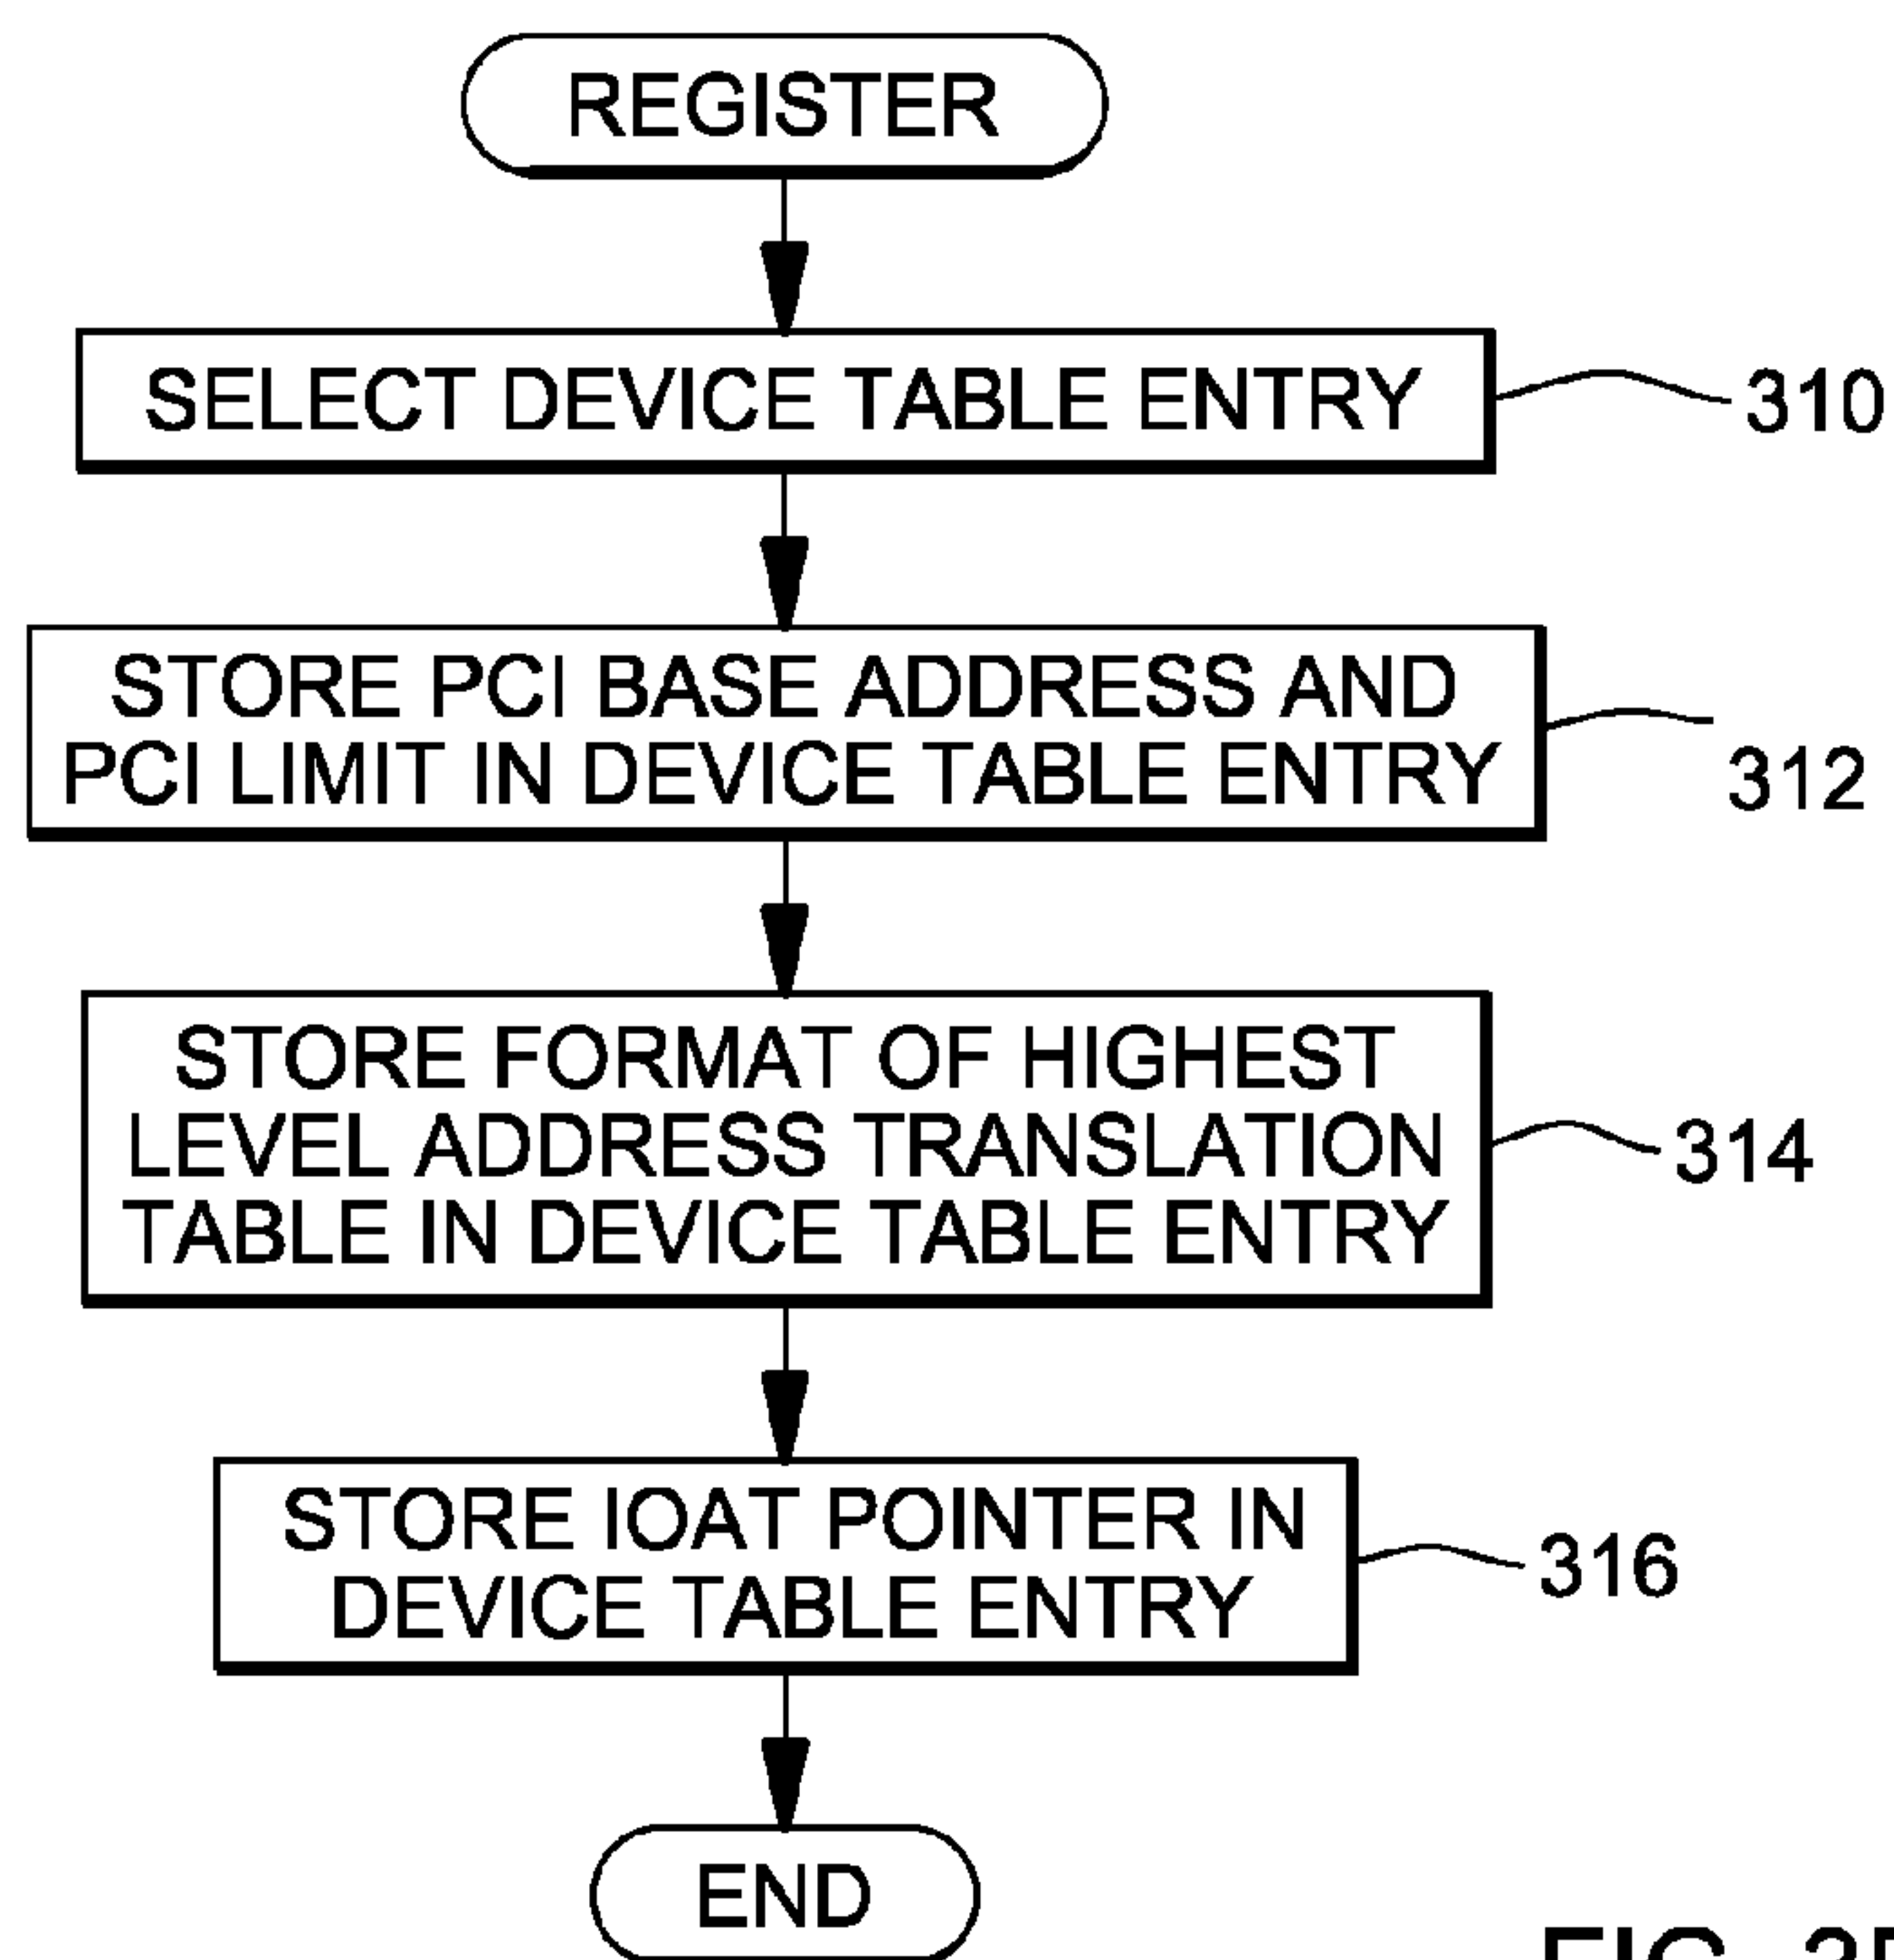 REGISTER
SELECT DEVICE TABLE ENTRY
310
STORE PCI BASE ADDRESS AND
PCI LIMIT IN DEVICE TABLE ENTRY
312
STORE FORMAT OF HIGHEST
LEVEL ADDRESS TRANSLATION
TABLE IN DEVICE TABLE ENTRY
314
STORE IOAT POINTER IN
DEVICE TABLE ENTRY
316
END
FIG.